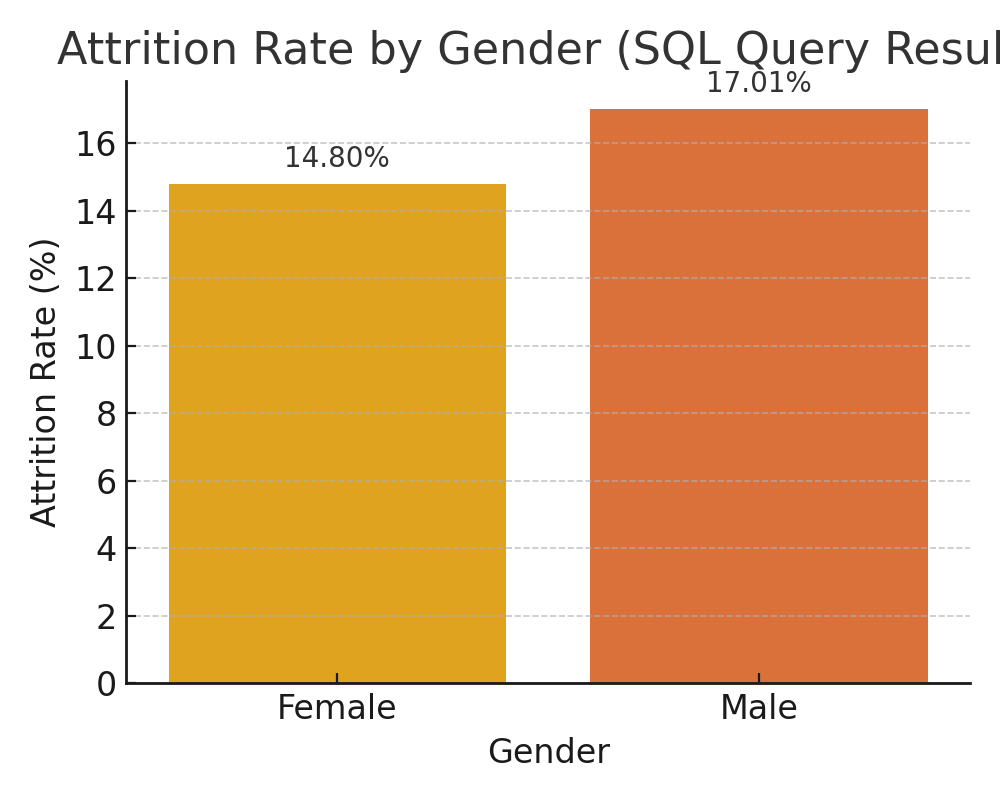 Attrition Rate by Gender (SQL Query Resul
17.01%
14.80%
Attrition Rate (%)
16
14
12
10
8
6
4
2
0
Female Male
Gender